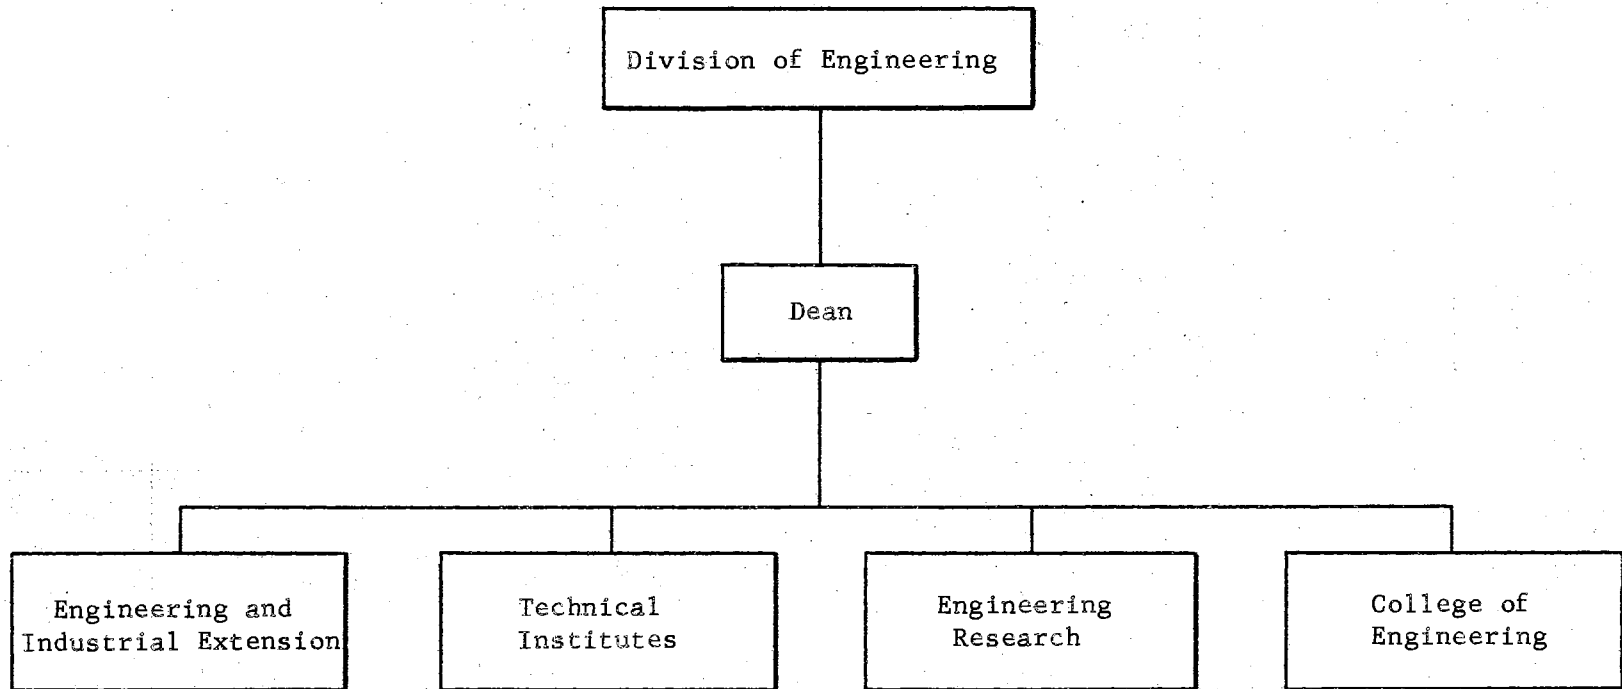 Division of Engineering
Dean
Engineering and
Industrial Extension
Technical
Institutes
Engineering
Research
College of
Engineering